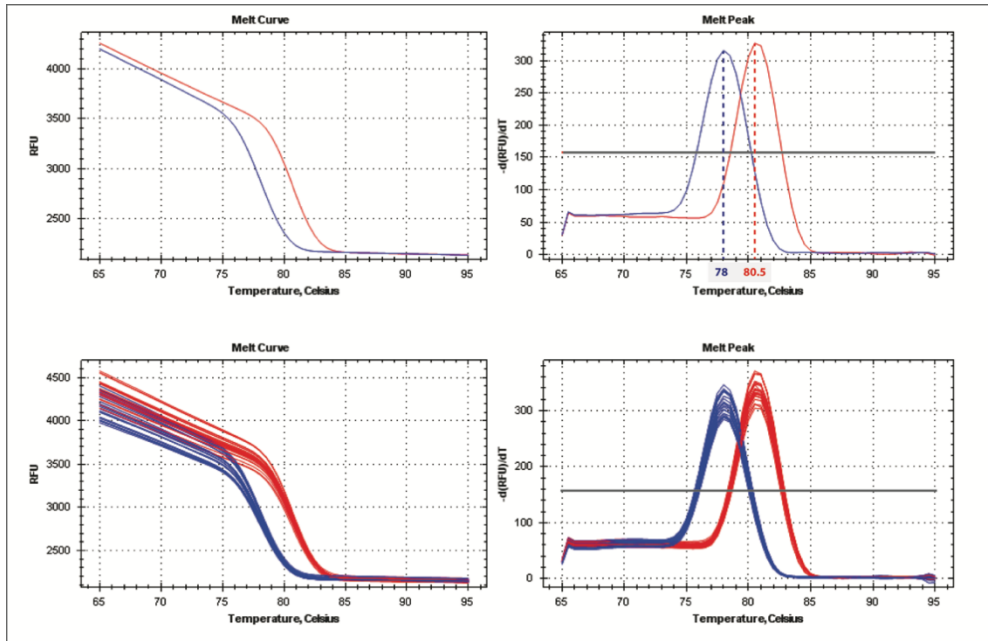 Melt Curve
4000
3500
3000
2500
RFU
65 70 75 80 85 90 95
Temperature, Celsius
Melt Peak
300
250
200
150
100
50
0
-d(RFU)/dT
65 70 75 80 85 90 95
78 80.5
Temperature, Celsius
Melt Curve
4500
4000
3500
3000
2500
RFU
65 70 75 80 85 90 95
Temperature, Celsius
Melt Peak
300
200
100
0
-d(RFU)/dT
65 70 75 80 85 90 95
Temperature, Celsius